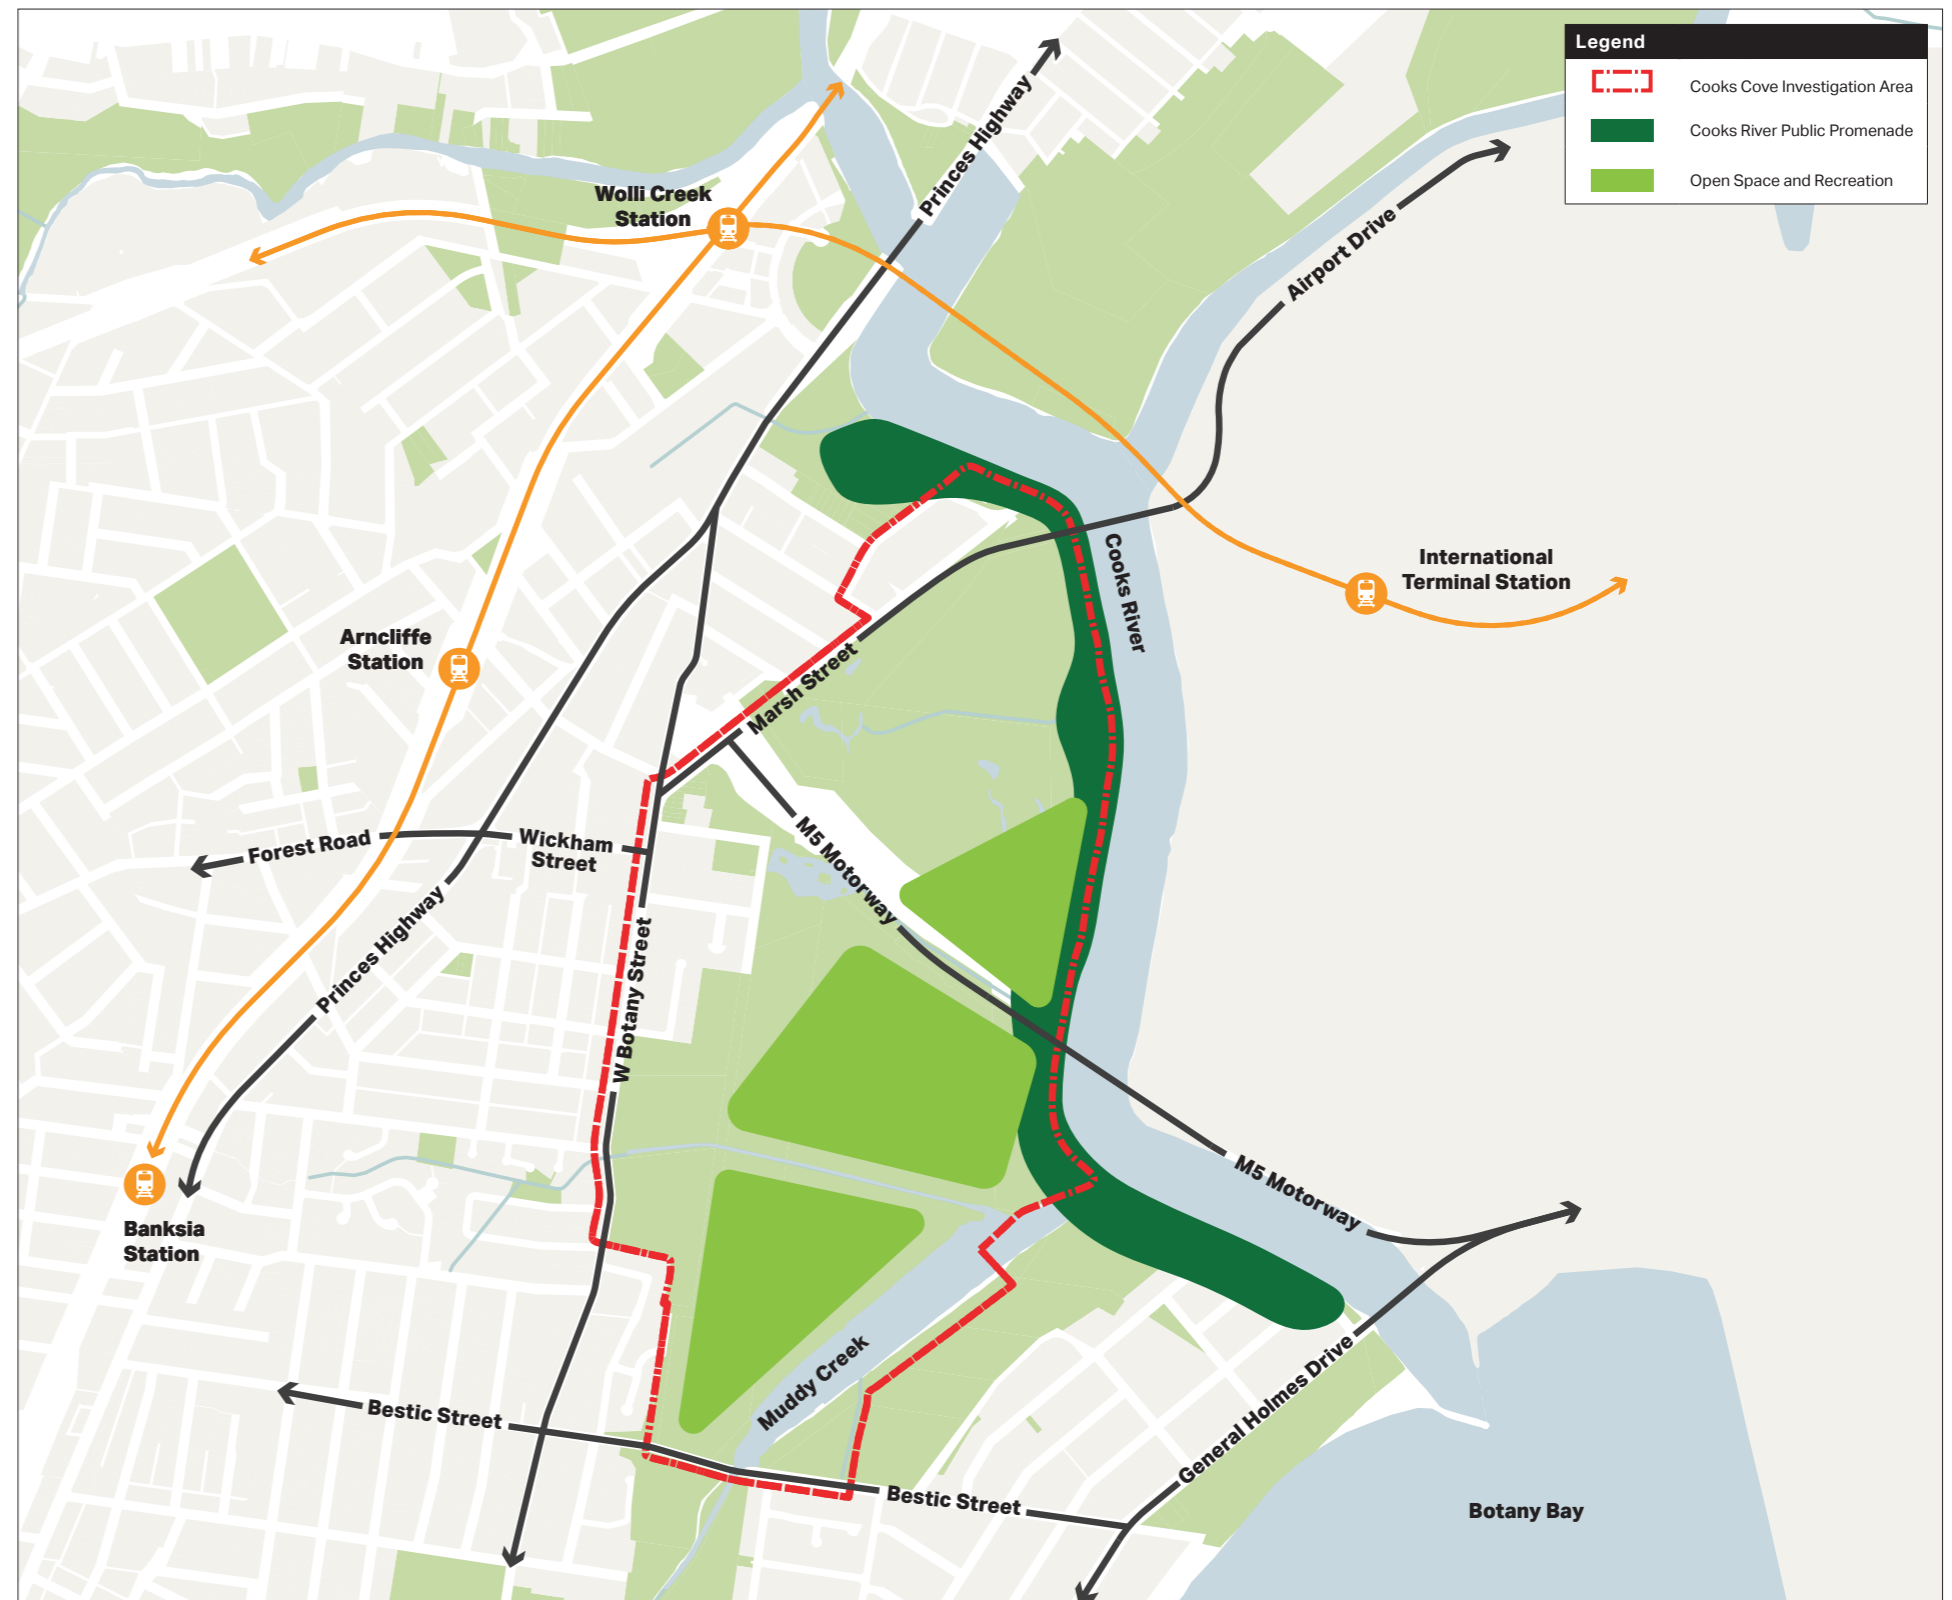 Legend
Cooks Cove Investigation Area
Cooks River Public Promenade
Open Space and Recreation
Princes Highway
Wolli Creek
Station
Airport Drive
Cooks River
International
Terminal Station
Arncliffe
Station
Marsh Street
Forest Road
Wickham
Street
M5 Motorway
Princes Highway
W Botany Street
M5 Motorway
Banksia
Station
Muddy Creek
General Holmes Drive
Bestic Street
Bestic Street
Botany Bay